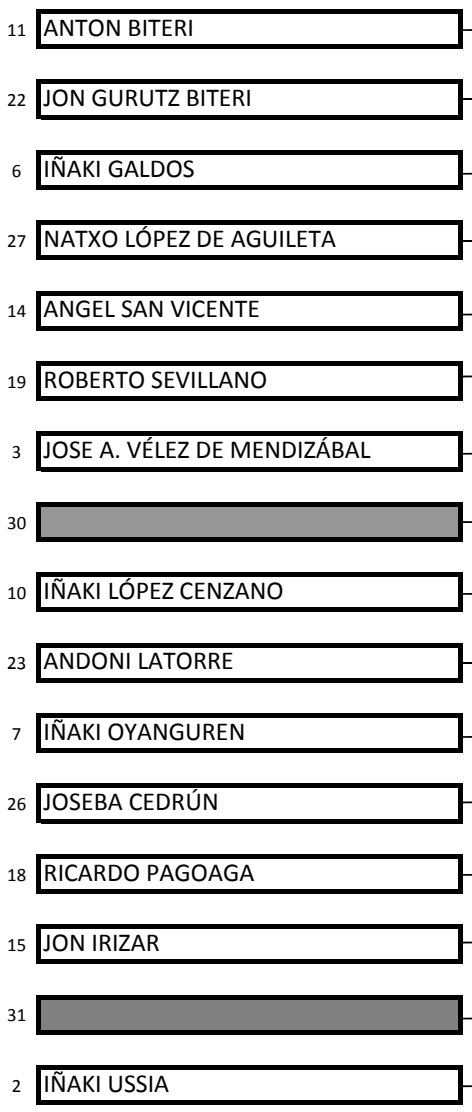 11 ANTON BITERI
22 JON GURUTZ BITERI
6 IÑAKI GALDOS
27 NATXO LÓPEZ DE AGUILETA
14 ANGEL SAN VICENTE
19 ROBERTO SEVILLANO
3 JOSE A. VÉLEZ DE MENDIZÁBAL
30
10 IÑAKI LÓPEZ CENZANO
23 ANDONI LATORRE
7 IÑAKI OYANGUREN
26 JOSEBA CEDRÚN
18 RICARDO PAGOAGA
15 JON IRIZAR
31
2 IÑAKI USSIA